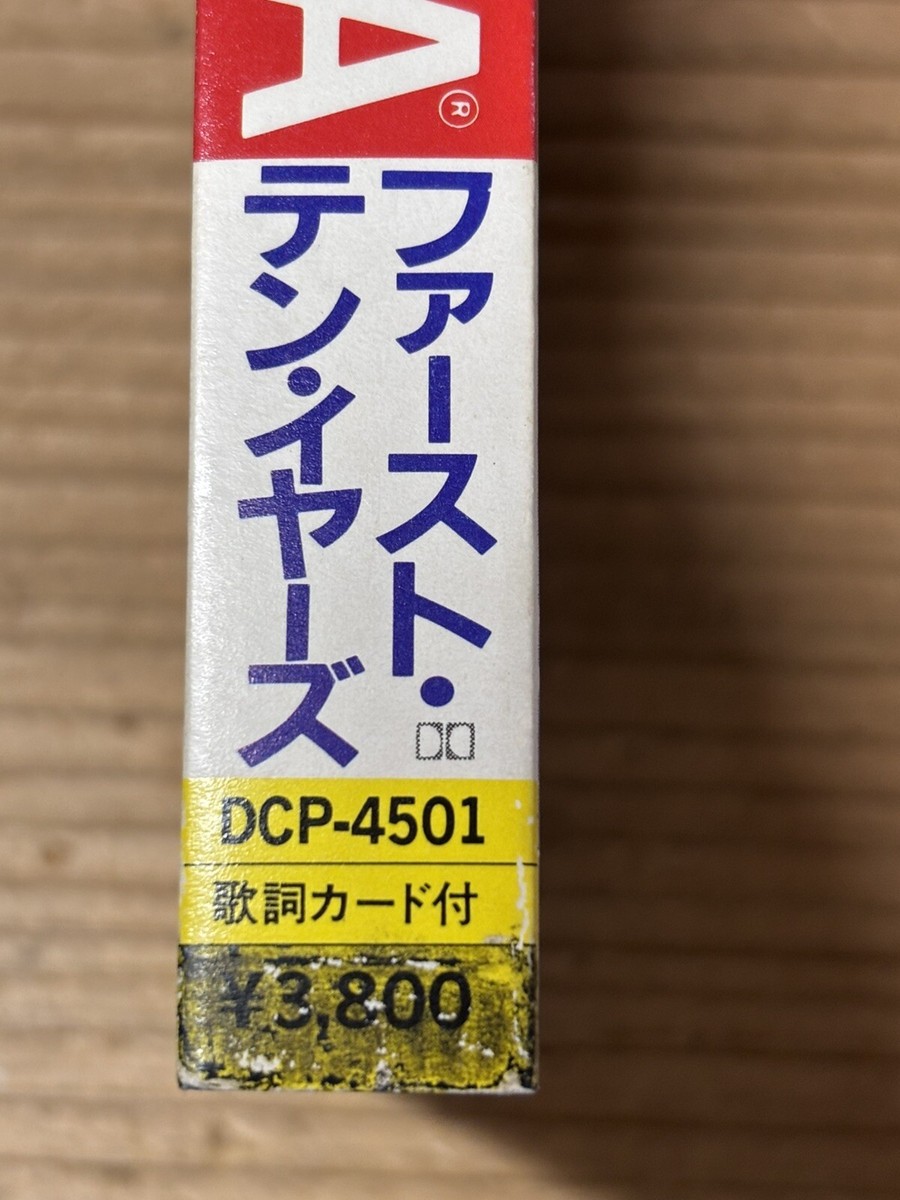 A®
ファースト・
テン・イヤーズ
DCP-4501
歌詞カード付
¥3,800